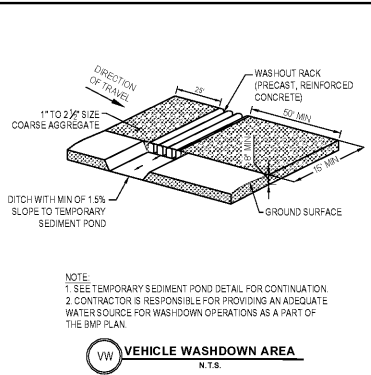 DIRECTION
OF TRAVEL
25'
WASHOUT RACK
(PRECAST, REINFORCED
CONCRETE)
1" TO 2 ½" SIZE
COARSE AGGREGATE
50' MIN
8" MIN
15' MIN
DITCH WITH MIN OF 1.5%
SLOPE TO TEMPORARY
SEDIMENT POND
GROUND SURFACE
NOTE:
1. SEE TEMPORARY SEDIMENT POND DETAIL FOR CONTINUATION.
2. CONTRACTOR IS RESPONSIBLE FOR PROVIDING AN ADEQUATE
WATER SOURCE FOR WASHDOWN OPERATIONS AS A PART OF
THE BMP PLAN.
VW
VEHICLE WASHDOWN AREA
N.T.S.